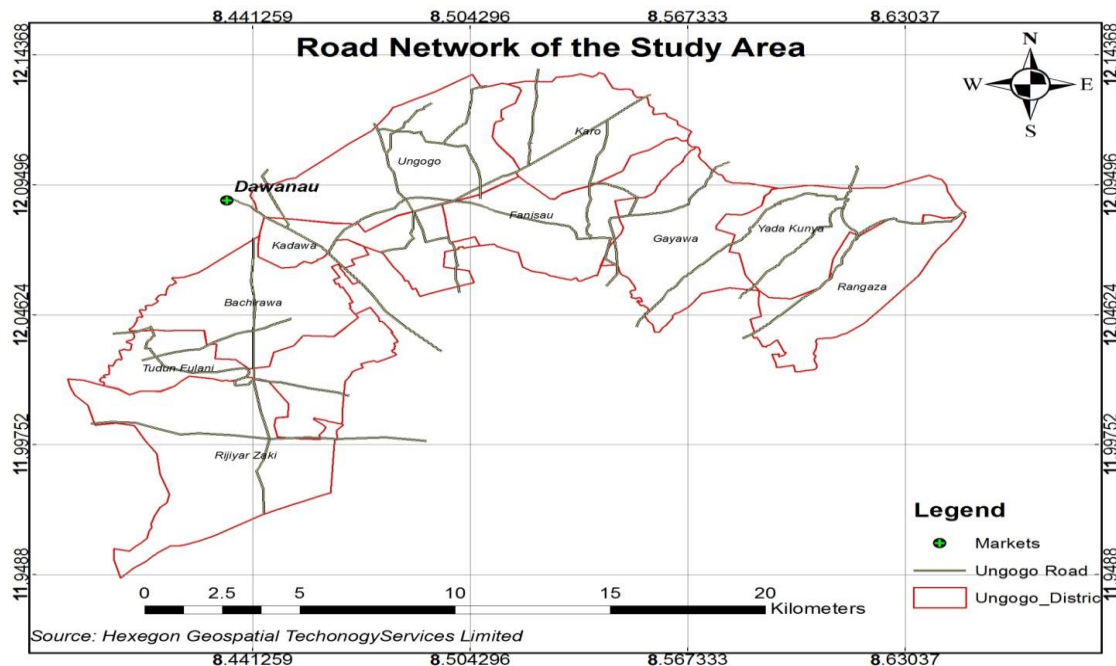 8.441259 8.504296 8.567333 8.63037
Road Network of the Study Area
12.14368 12.14368
N
W E
S
Karo
Ungogo
12.09496 12.09496
Dawanau
Fanisau
Yada Kunya
Kadawa
Gayawa
Rangaza
Bachirawa
12.04624 12.04624
Tudun Fulani
11.99752 11.99752
Rijiyar Zaki
Legend
Markets
Ungogo Road
11.9488 11.9488
Ungogo_Distric
0 2.5 5 10 15 20
Kilometers
Source: Hexegon Geospatial TechonogyServices Limited
8.441259 8.504296 8.567333 8.63037